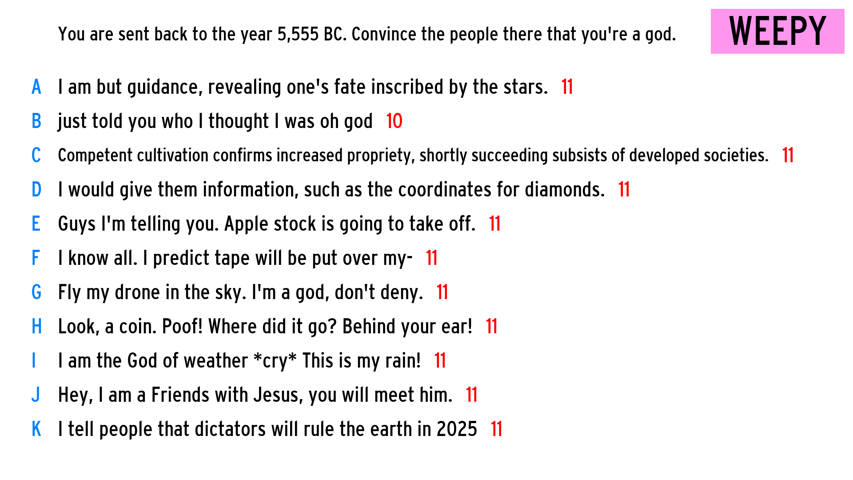 You are sent back to the year 5,555 BC. Convince the people there that you're a god.
WEEPY
A I am but guidance, revealing one's fate inscribed by the stars. 11
B just told you who I thought I was oh god 10
C Competent cultivation confirms increased propriety, shortly succeeding subsists of developed societies. 11
D I would give them information, such as the coordinates for diamonds. 11
E Guys I'm telling you. Apple stock is going to take off. 11
F I know all. I predict tape will be put over my- 11
G Fly my drone in the sky. I'm a god, don't deny. 11
H Look, a coin. Poof! Where did it go? Behind your ear! 11
I I am the God of weather *cry* This is my rain! 11
J Hey, I am a Friends with Jesus, you will meet him. 11
K I tell people that dictators will rule the earth in 2025 11